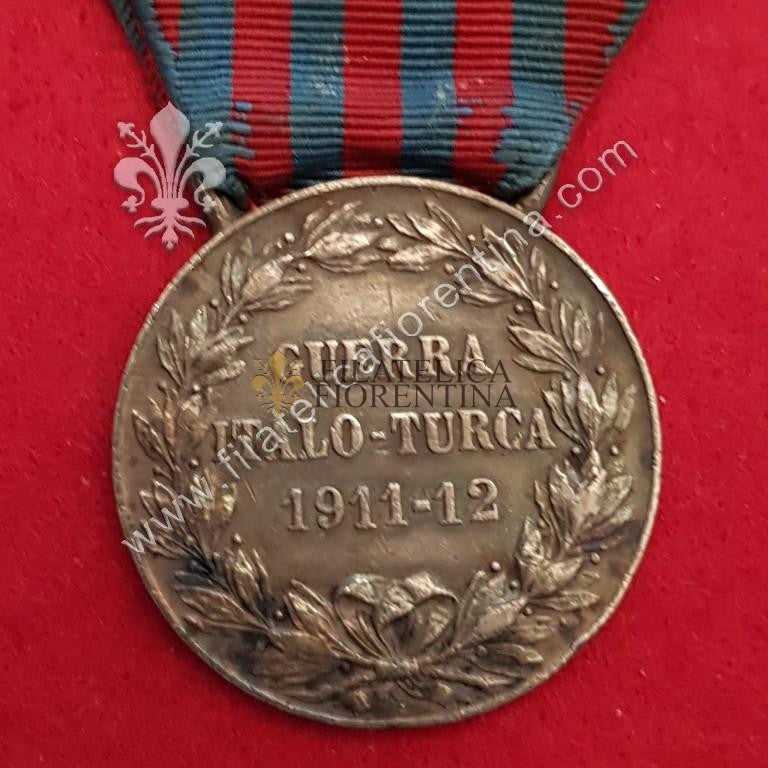 GUERRA
ITALO-TURCA
1911-12
FILATELICA
FIORENTINA
www.filatelicafiorentina.com